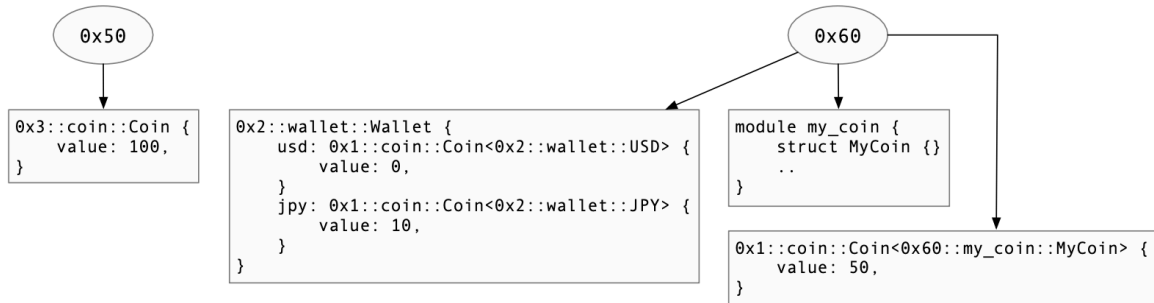 0x50
0x60
0x3::coin::Coin {
    value: 100,
}
0x2::wallet::Wallet {
    usd: 0x1::coin::Coin<0x2::wallet::USD> {
        value: 0,
    }
    jpy: 0x1::coin::Coin<0x2::wallet::JPY> {
        value: 10,
    }
}
module my_coin {
    struct MyCoin {}
    ..
}
0x1::coin::Coin<0x60::my_coin::MyCoin> {
    value: 50,
}